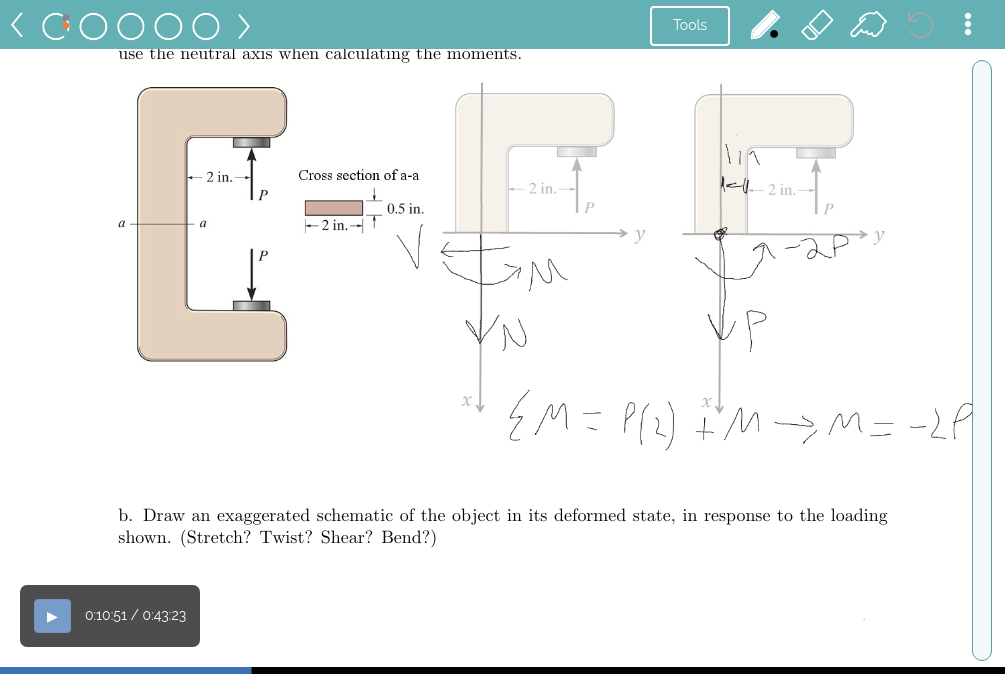 Tools
use the neutral axis when calculating the moments.
2 in.
P
a
a
P
Cross section of a-a
0.5 in.
2 in.
2 in.
P
y
V
M
N
x
1in
2 in.
P
y
-2P
P
x
ΣM = P(2) + M → M = -2P
b. Draw an exaggerated schematic of the object in its deformed state, in response to the loading
shown. (Stretch? Twist? Shear? Bend?)
0:10:51 / 0:43:23